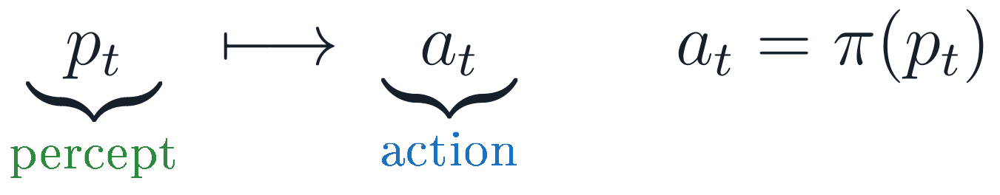 p_t ↦ a_t a_t = π(p_t)
percept action